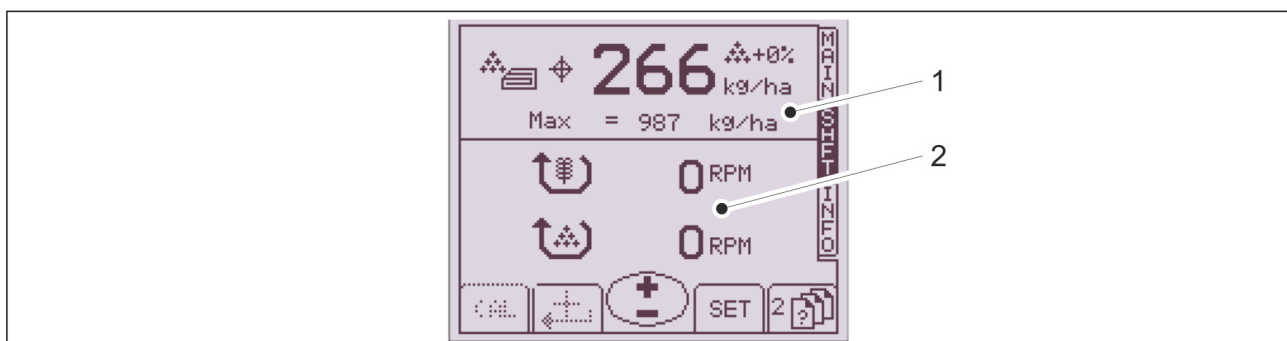 266
+0%
kg/ha
Max = 987 kg/ha
1
0 RPM
2
0 RPM
CAL
SET
2
?
MAIN
SHFT
INFO